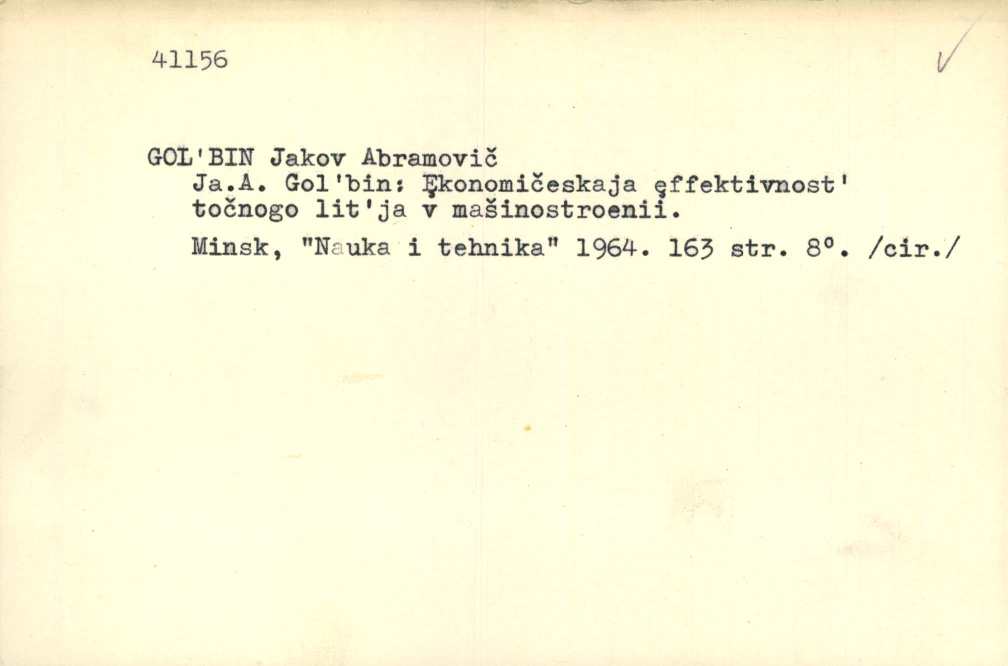 41156
GOL'BIN Jakov Abramovič
Ja.A. Gol'bin: Ękonomičeskaja ęffektivnost'
točnogo lit'ja v mašinostroenii.
Minsk, "Nauka i tehnika" 1964. 163 str. 8°. /cir./